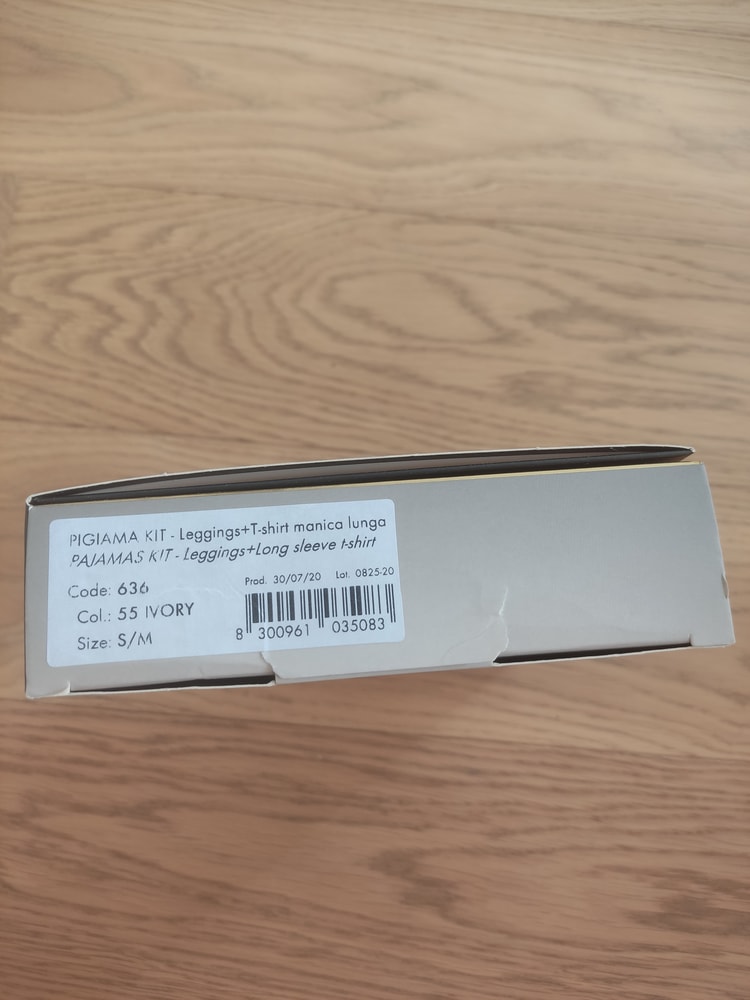 PIGIAMA KIT - Leggings+T-shirt manica lunga
PAJAMAS KIT - Leggings+Long sleeve t-shirt
Code: 636
Prod. 30/07/20 Lot. 0825-20
Col.: 55 IVORY
Size: S/M
8 300961 035083